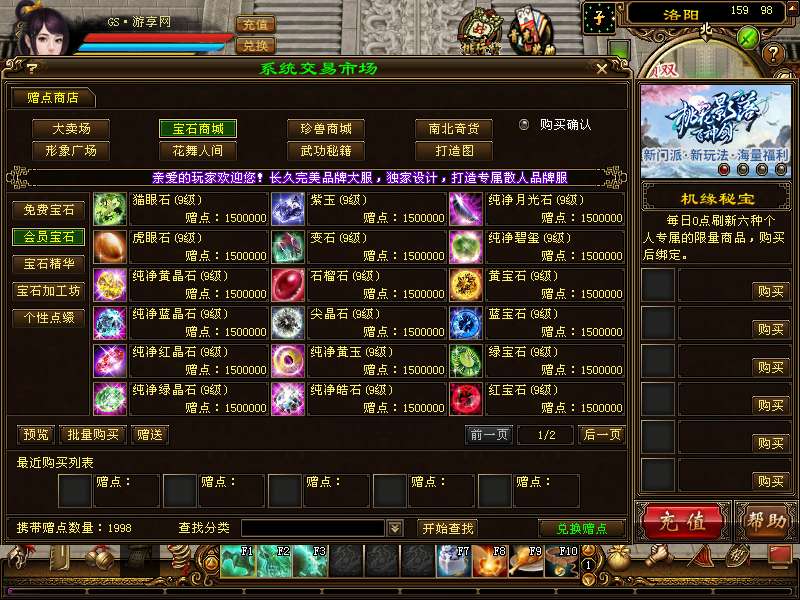 GS·游享网
充值
兑换
子
洛阳
159 98
北
?
?
系统交易市场
赠点商店
大卖场
宝石商城
珍兽商城
南北奇货
购买确认
形象广场
花舞人间
武功秘籍
打造图
亲爱的玩家欢迎您!长久完美品牌大服,独家设计,打造专属散人品牌服
新门派·新玩法·海量福利
机缘秘宝
每日0点刷新六种个
人专属的限量商品,购买
后绑定。
购买
购买
购买
购买
购买
购买
免费宝石
会员宝石
宝石精华
宝石加工坊
个性点缀
猫眼石(9级)
赠点:1500000
紫玉(9级)
赠点:1500000
纯净月光石(9级)
赠点:1500000
虎眼石(9级)
赠点:1500000
变石(9级)
赠点:1500000
纯净碧玺(9级)
赠点:1500000
纯净黄晶石(9级)
赠点:1500000
石榴石(9级)
赠点:1500000
黄宝石(9级)
赠点:1500000
纯净蓝晶石(9级)
赠点:1500000
尖晶石(9级)
赠点:1500000
蓝宝石(9级)
赠点:1500000
纯净红晶石(9级)
赠点:1500000
纯净黄玉(9级)
赠点:1500000
绿宝石(9级)
赠点:1500000
纯净绿晶石(9级)
赠点:1500000
纯净皓石(9级)
赠点:1500000
红宝石(9级)
赠点:1500000
预览
批量购买
赠送
前一页
1/2
后一页
最近购买列表
赠点:
赠点:
赠点:
赠点:
赠点:
携带赠点数量:1998
查找分类
开始查找
兑换赠点
充值
帮助
F1
F2
F3
F7
F8
F9
F10
1